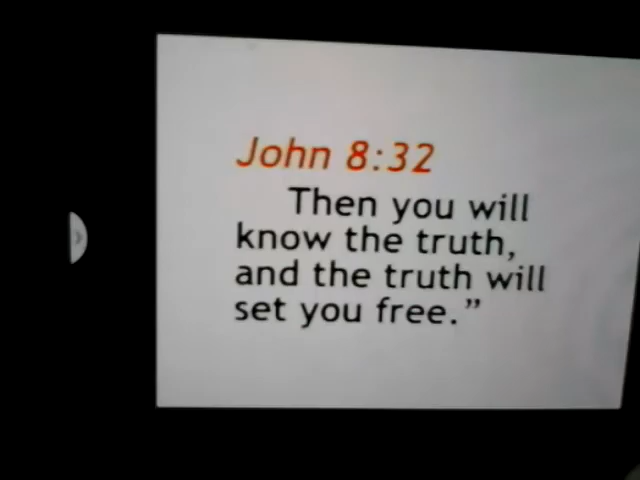 John 8:32
Then you will
know the truth,
and the truth will
set you free.”